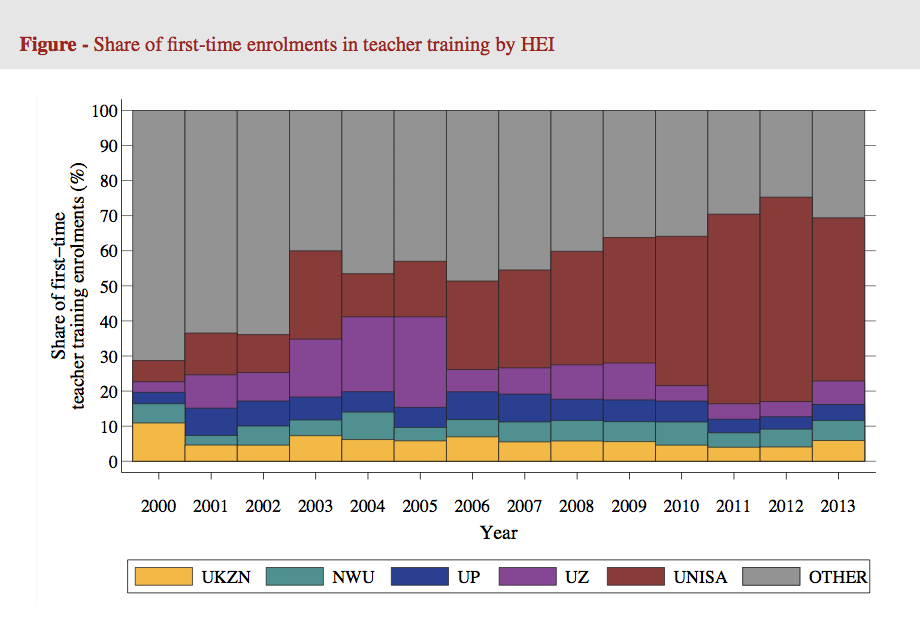 Figure - Share of first-time enrolments in teacher training by HEI
100
90
80
70
60
50
40
30
20
10
0
Share of first−time
teacher training enrolments (%)
2000 2001 2002 2003 2004 2005 2006 2007 2008 2009 2010 2011 2012 2013
Year
UKZN NWU UP UZ UNISA OTHER